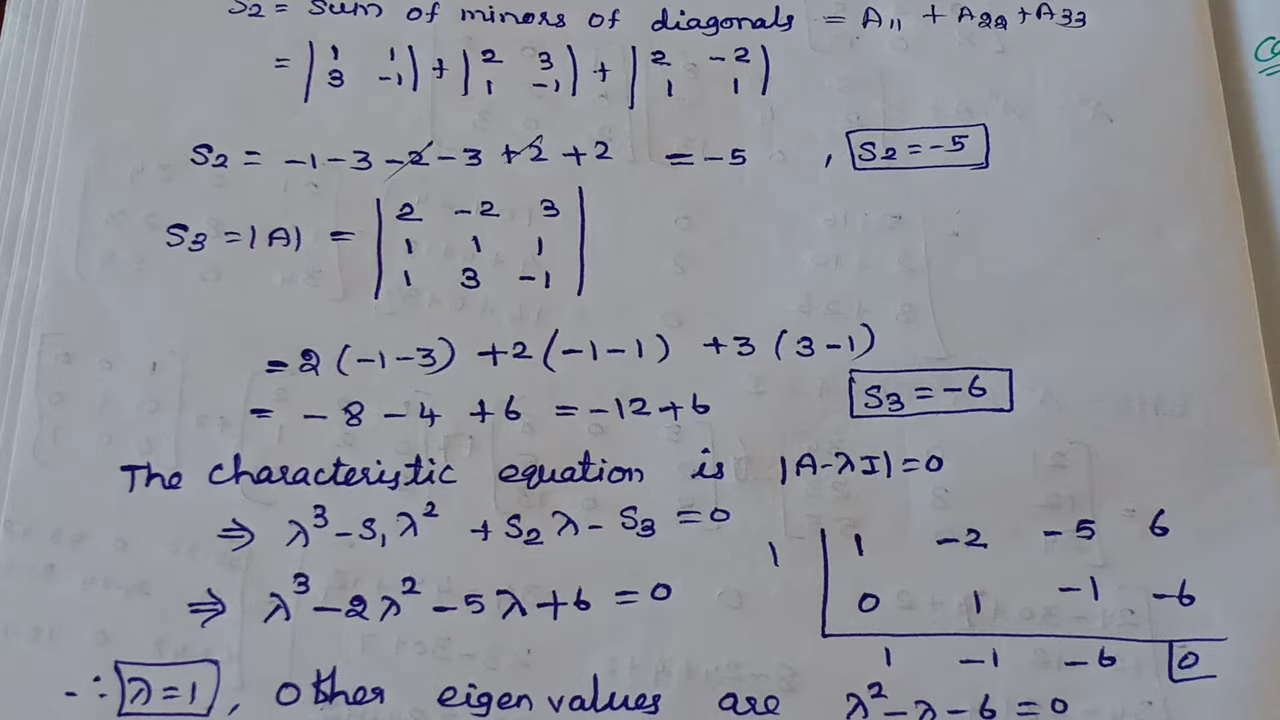 S2 = Sum of minors of diagonals = A11 + A22 + A33
= | 1 1 | + | 2 3 | + | 2 -2 |
| 3 -1 | | 1 -1 | | 1 1 |
S2 = -1-3-2-3+2+2 = -5 , S2 = -5
| 2 -2 3 |
S3 = |A| = | 1 1 1 |
| 1 3 -1 |
= 2(-1-3) +2(-1-1) +3(3-1)
= -8 -4 +6 = -12+6 S3 = -6
The characteristic equation is |A-λI|=0
⇒ λ³ - S1λ² + S2λ - S3 = 0
1 | 1 -2 -5 6
⇒ λ³ - 2λ² - 5λ + 6 = 0
0 1 -1 -6
1 -1 -6 0
∴ λ=1, other eigen values are λ²-λ-6=0